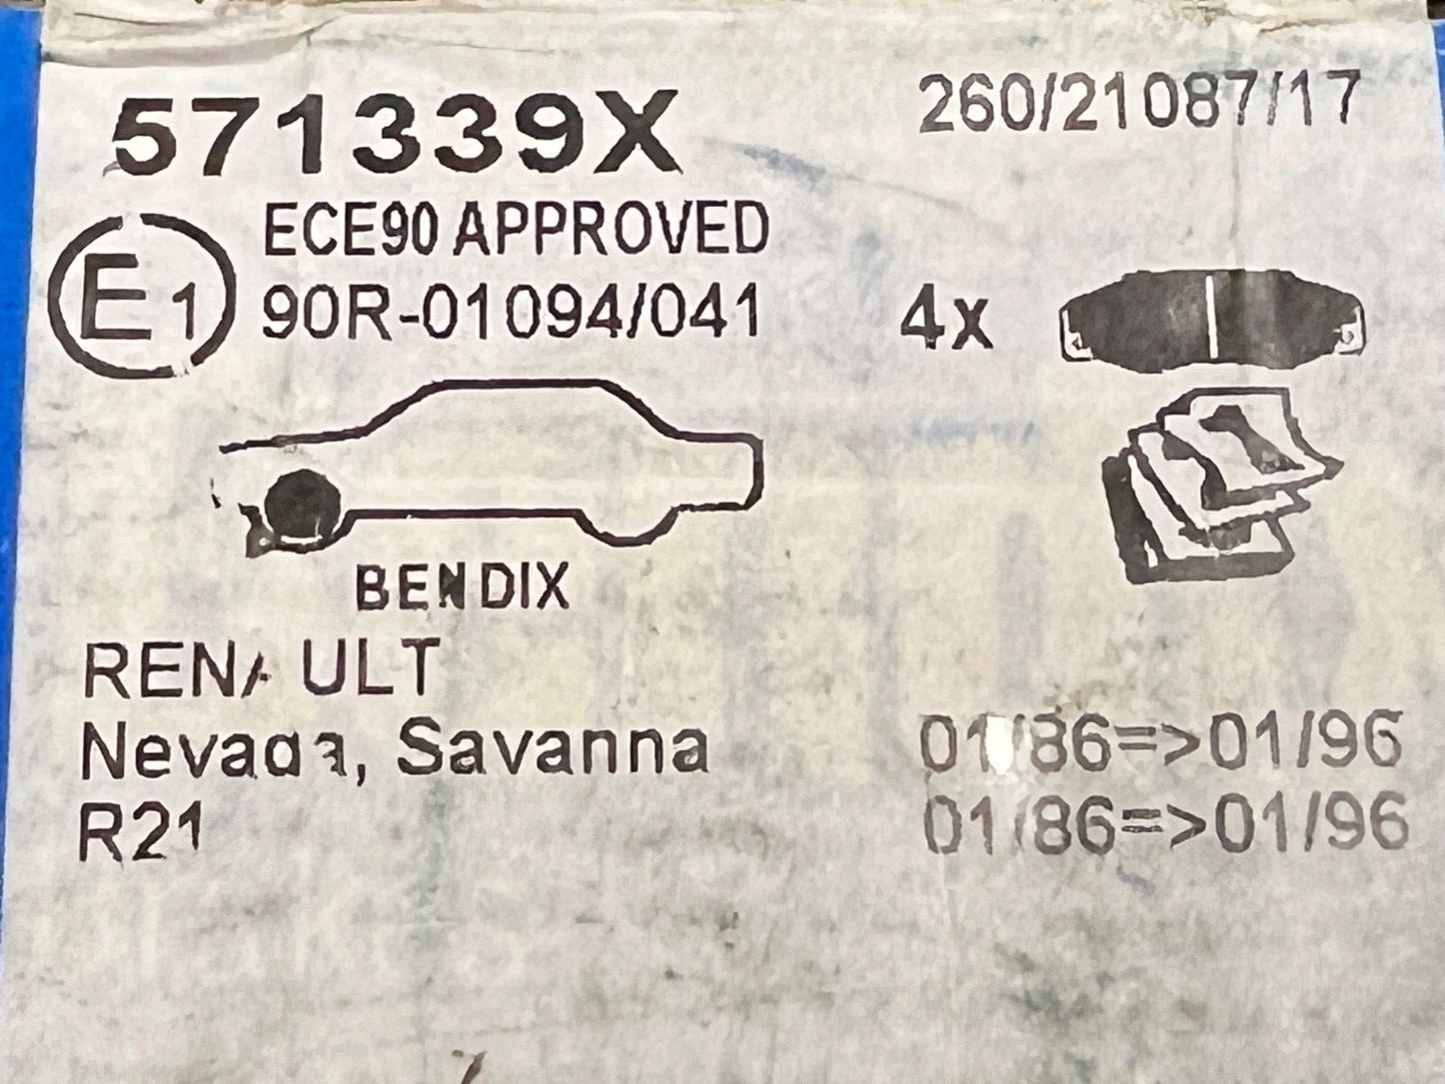 571339X
260/21087/17
E1
ECE90 APPROVED
90R-01094/041
4x
BENDIX
RENAULT
Nevada, Savanna
01/86=>01/96
R21
01/86=>01/96